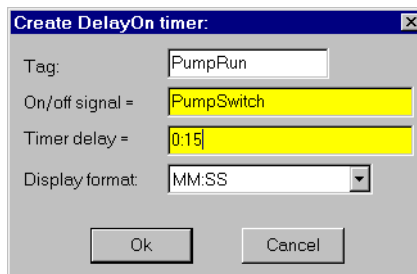 Create DelayOn timer:
Tag: PumpRun
On/off signal = PumpSwitch
Timer delay = 0:15
Display format: MM:SS
Ok Cancel